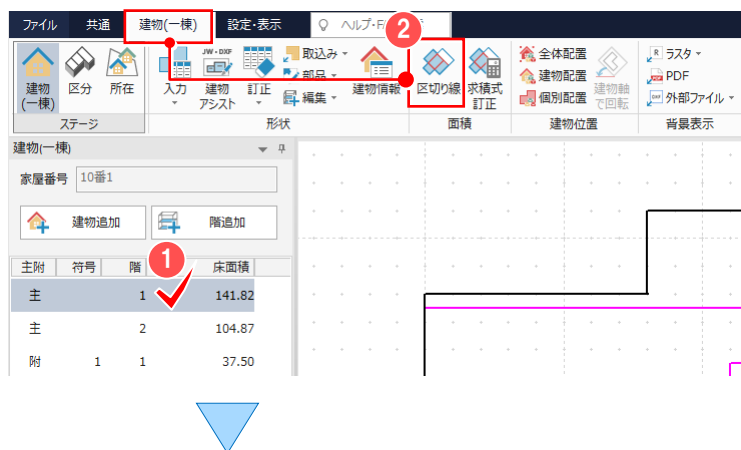 ファイル 共通 建物(一棟) 設定・表示 ヘルプ・F
2
建物
(一棟) 区分 所在 入力 JW・DXF 建物
アシスト 訂正 取込み 部品 編集 建物情報 区切り線 求積式
訂正 全体配置 建物配置 個別配置 建物軸
で回転 R ラスタ PDF PDF DXF 外部ファイル
ステージ 形状 面積 建物位置 背景表示
建物(一棟)
家屋番号 10番1
建物追加 階追加
1
主附 符号 階 床面積
主 1 141.82
主 2 104.87
附 1 1 37.50